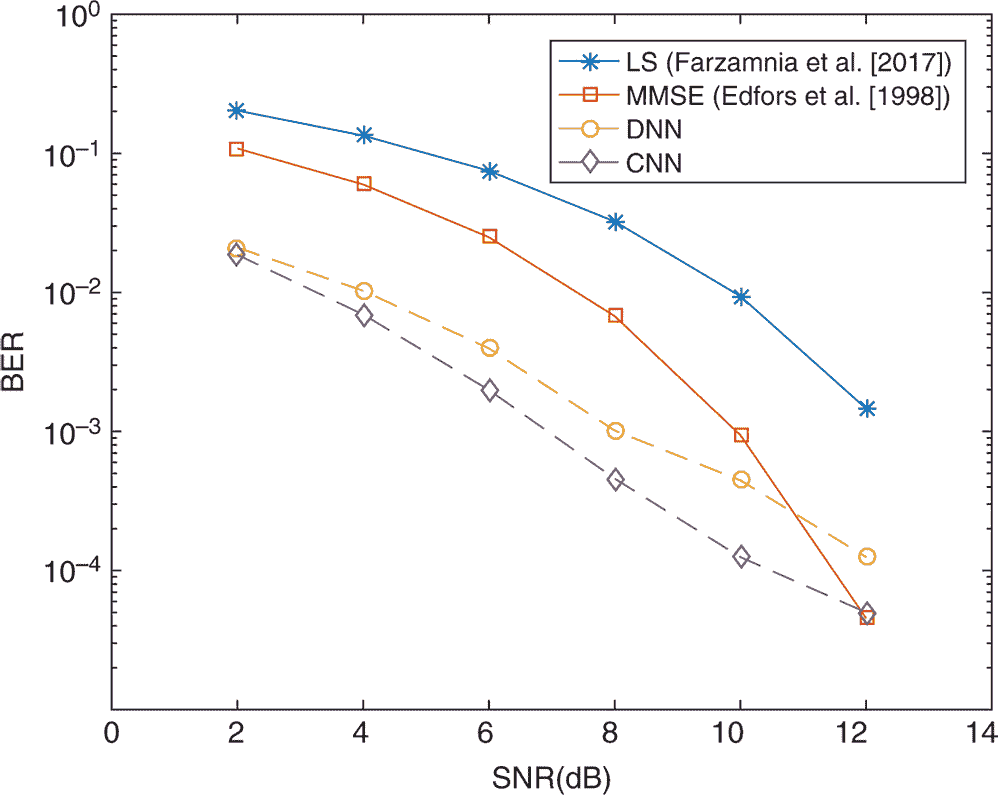 10^0
10^-1
10^-2
10^-3
10^-4
BER
LS (Farzamnia et al. [2017])
MMSE (Edfors et al. [1998])
DNN
CNN
0 2 4 6 8 10 12 14
SNR(dB)